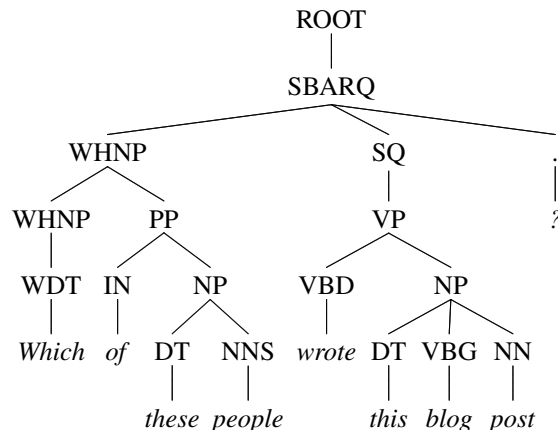 ROOT
SBARQ
WHNP SQ .
WHNP PP VP ?
WDT IN NP VBD NP
Which of DT NNS wrote DT VBG NN
these people this blog post